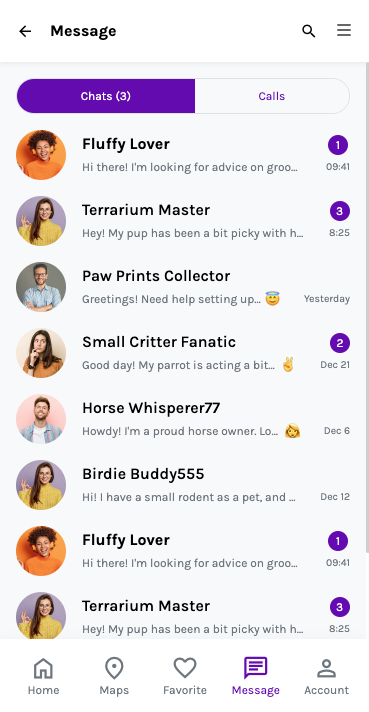 Message
Chats (3)
Calls
Fluffy Lover
1
Hi there! I'm looking for advice on groo...
09:41
Terrarium Master
3
Hey! My pup has been a bit picky with h...
8:25
Paw Prints Collector
Greetings! Need help setting up... 😇
Yesterday
Small Critter Fanatic
2
Good day! My parrot is acting a bit... ✌️
Dec 21
Horse Whisperer77
Howdy! I'm a proud horse owner. Lo... 👩
Dec 6
Birdie Buddy555
Hi! I have a small rodent as a pet, and ...
Dec 12
Fluffy Lover
1
Hi there! I'm looking for advice on groo...
09:41
Terrarium Master
3
Hey! My pup has been a bit picky with h...
8:25
Home
Maps
Favorite
Message
Account